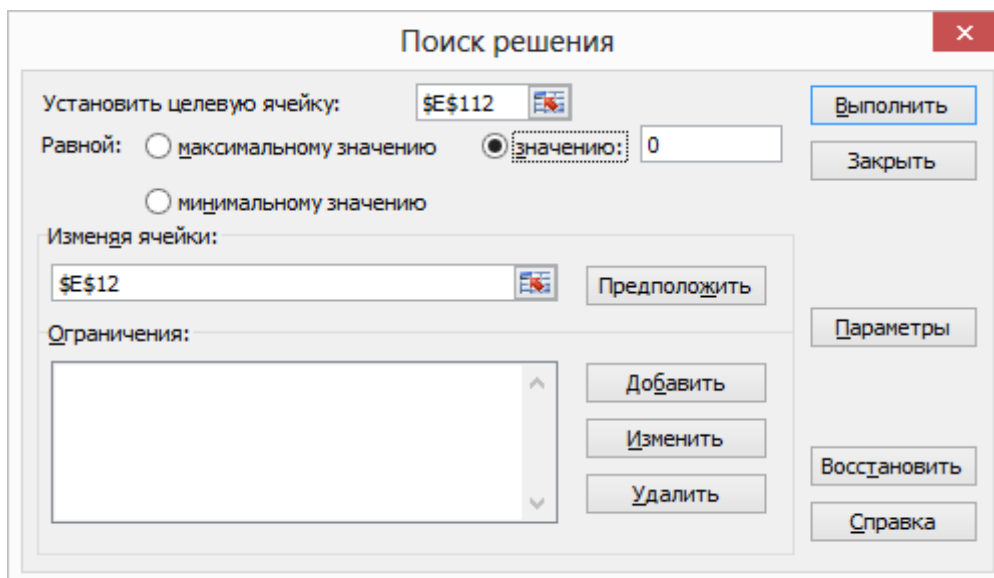 Поиск решения
Установить целевую ячейку: $E$112
Выполнить
Равной: максимальному значению значению: 0
Закрыть
минимальному значению
Изменяя ячейки:
$E$12 Предположить
Ограничения:
Параметры
Добавить
Изменить
Восстановить
Удалить
Справка